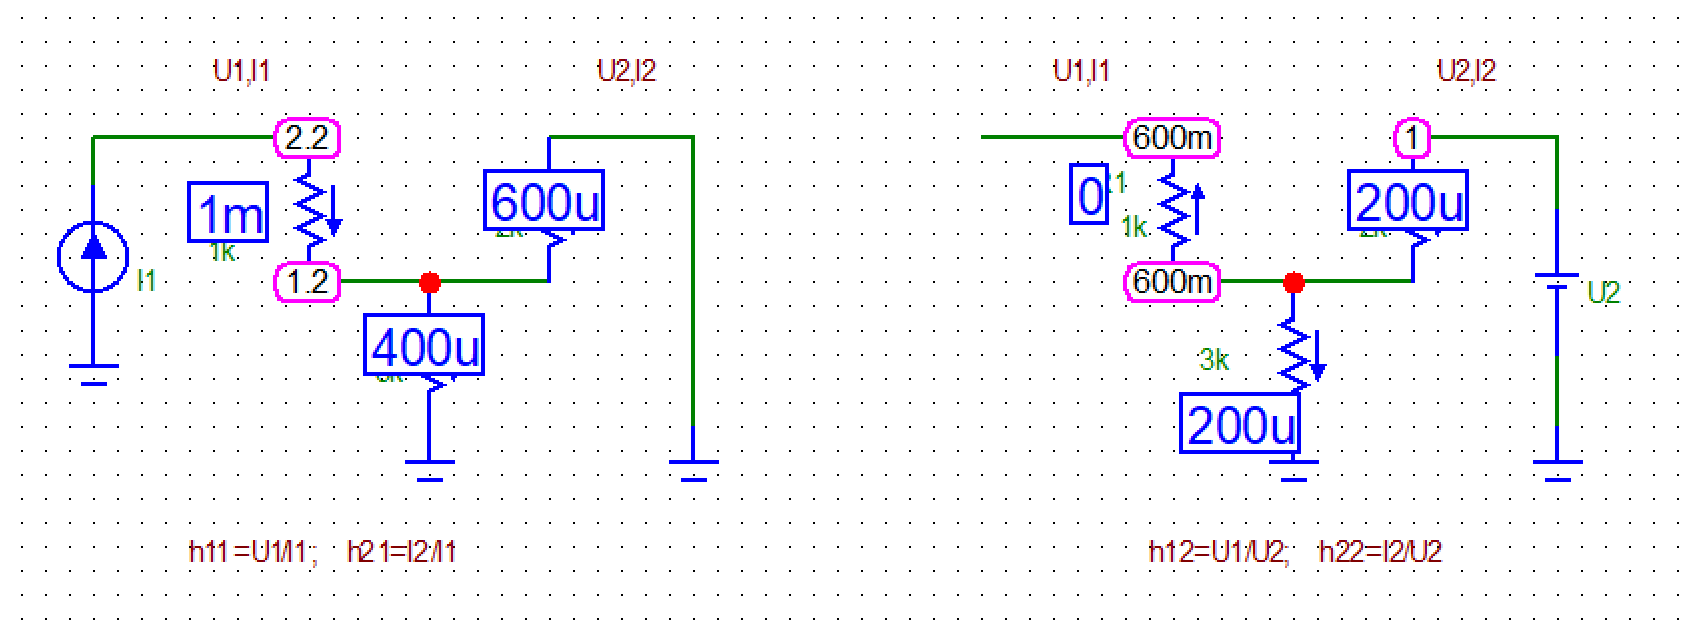 U1,I1
U2,I2
2.2
1m
1k
600u
2k
I1
1.2
400u
3k
h11=U1/I1; h21=I2/I1
U1,I1
U2,I2
600m
1
0
1k
200u
2k
600m
U2
3k
200u
h12=U1/U2; h22=I2/U2